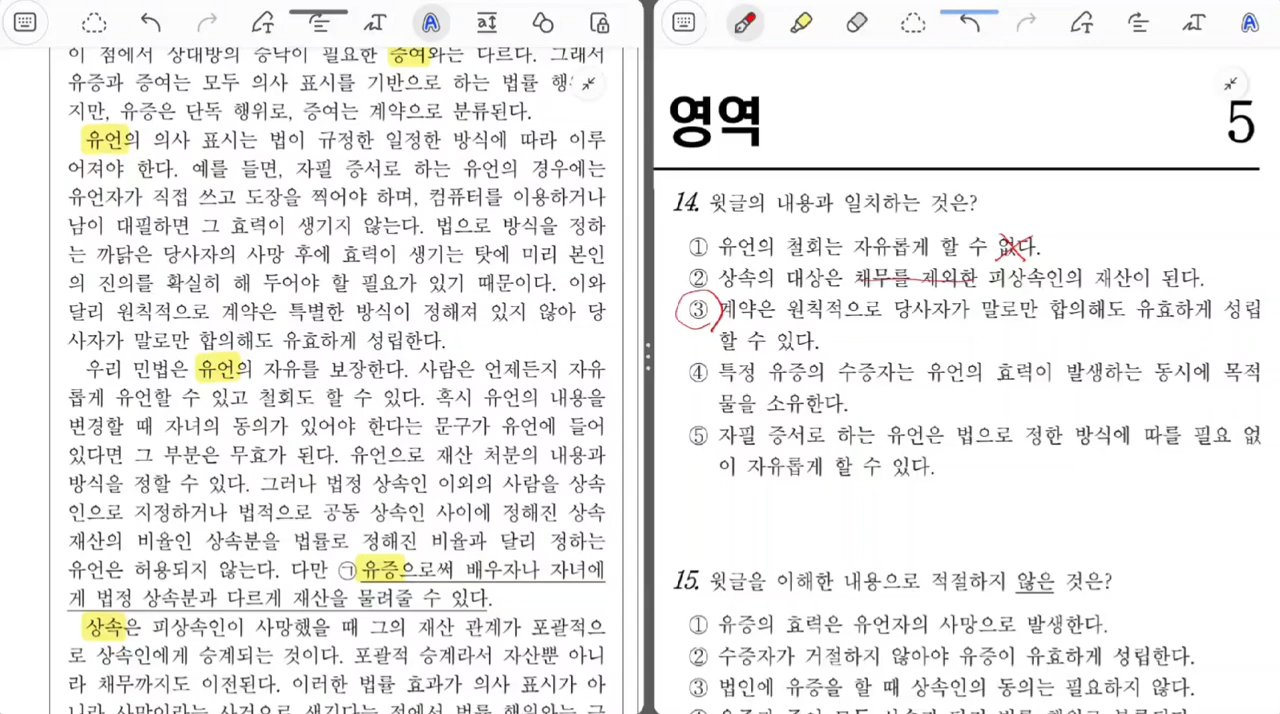 이 점에서 상대방의 승낙이 필요한 증여와는 다르다. 그래서
유증과 증여는 모두 의사 표시를 기반으로 하는 법률 행
지만, 유증은 단독 행위로, 증여는 계약으로 분류된다.
유언의 의사 표시는 법이 규정한 일정한 방식에 따라 이루
어져야 한다. 예를 들면, 자필 증서로 하는 유언의 경우에는
유언자가 직접 쓰고 도장을 찍어야 하며, 컴퓨터를 이용하거나
남이 대필하면 그 효력이 생기지 않는다. 법으로 방식을 정하
는 까닭은 당사자의 사망 후에 효력이 생기는 탓에 미리 본인
의 진의를 확실히 해 두어야 할 필요가 있기 때문이다. 이와
달리 원칙적으로 계약은 특별한 방식이 정해져 있지 않아 당
사자가 말로만 합의해도 유효하게 성립한다.
우리 민법은 유언의 자유를 보장한다. 사람은 언제든지 자유
롭게 유언할 수 있고 철회도 할 수 있다. 혹시 유언의 내용을
변경할 때 자녀의 동의가 있어야 한다는 문구가 유언에 들어
있다면 그 부분은 무효가 된다. 유언으로 재산 처분의 내용과
방식을 정할 수 있다. 그러나 법정 상속인 이외의 사람을 상속
인으로 지정하거나 법적으로 공동 상속인 사이에 정해진 상속
재산의 비율인 상속분을 법률로 정해진 비율과 달리 정하는
유언은 허용되지 않는다. 다만 ㉠유증으로써 배우자나 자녀에
게 법정 상속분과 다르게 재산을 물려줄 수 있다.
상속은 피상속인이 사망했을 때 그의 재산 관계가 포괄적으
로 상속인에게 승계되는 것이다. 포괄적 승계라서 자산뿐 아니
라 채무까지도 이전된다. 이러한 법률 효과가 의사 표시가 아
니라 사망이라는 사건으로 생기다는 점에서 법률 행위와는 구
영역 5
14. 윗글의 내용과 일치하는 것은?
① 유언의 철회는 자유롭게 할 수 없다.
② 상속의 대상은 채무를 제외한 피상속인의 재산이 된다.
③ 계약은 원칙적으로 당사자가 말로만 합의해도 유효하게 성립
할 수 있다.
④ 특정 유증의 수증자는 유언의 효력이 발생하는 동시에 목적
물을 소유한다.
⑤ 자필 증서로 하는 유언은 법으로 정한 방식에 따를 필요 없
이 자유롭게 할 수 있다.
15. 윗글을 이해한 내용으로 적절하지 않은 것은?
① 유증의 효력은 유언자의 사망으로 발생한다.
② 수증자가 거절하지 않아야 유증이 유효하게 성립한다.
③ 법인에 유증을 할 때 상속인의 동의는 필요하지 않다.